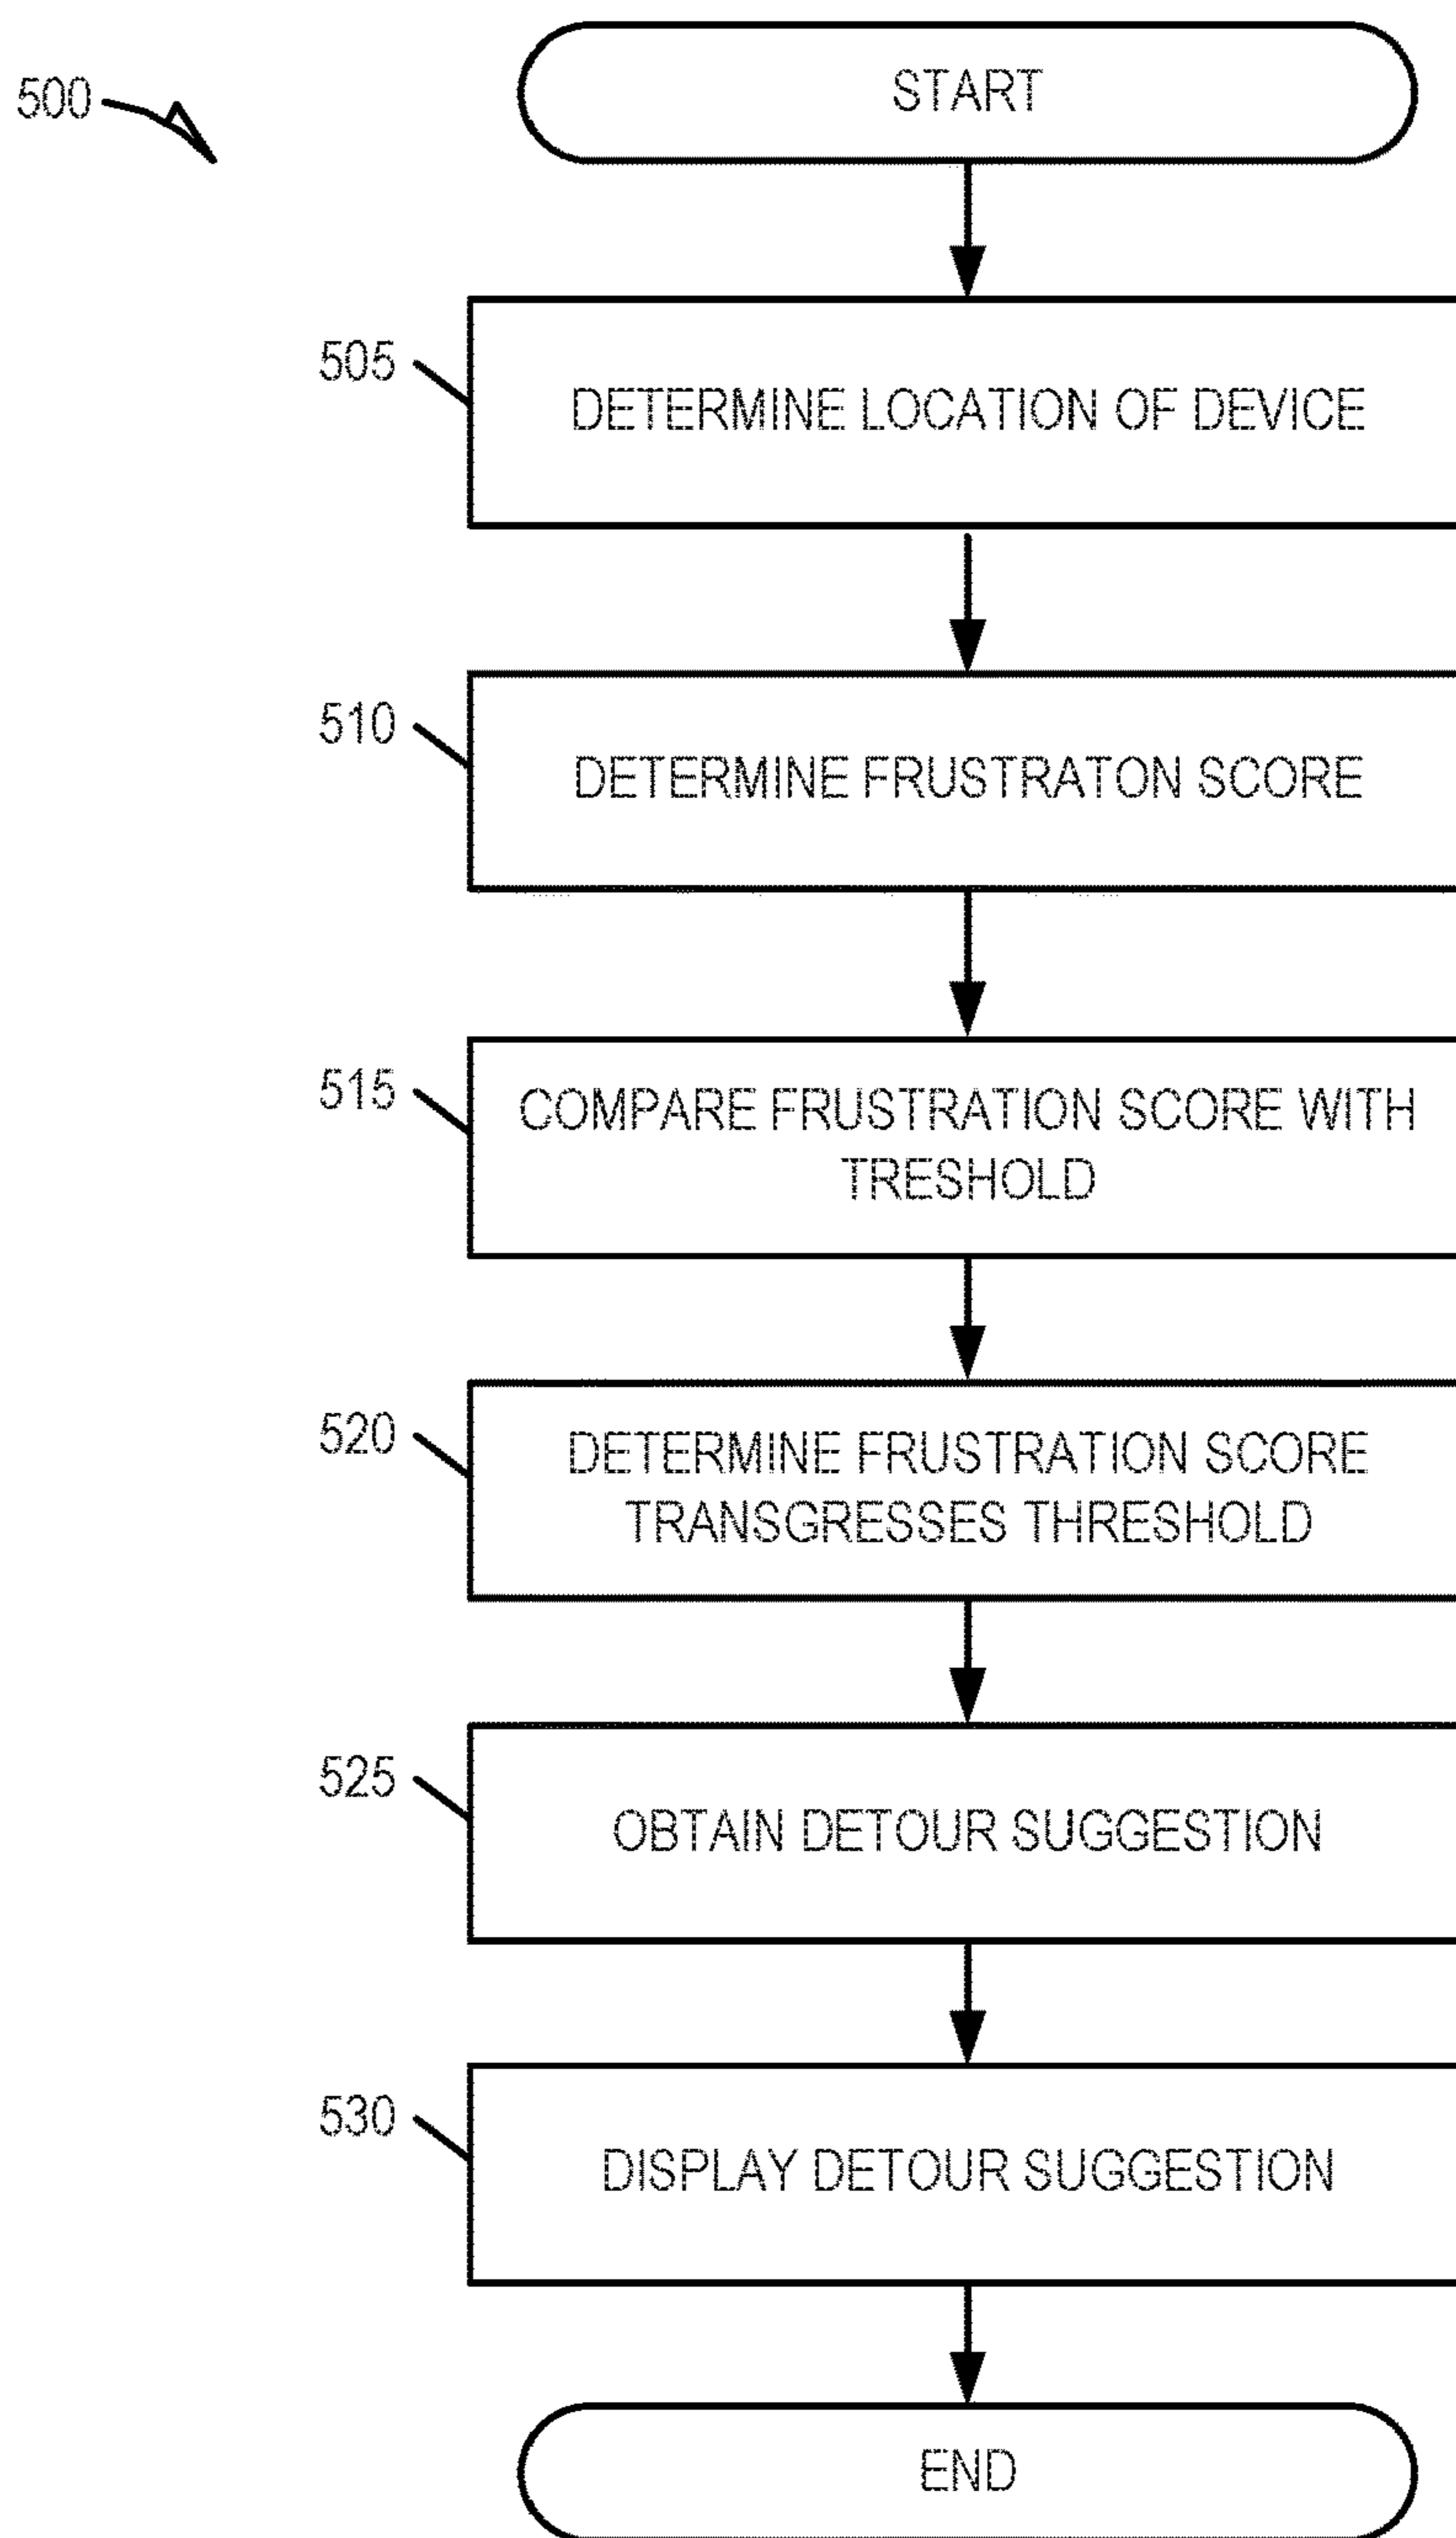 500
START
505
DETERMINE LOCATION OF DEVICE
510
DETERMINE FRUSTRATON SCORE
515
COMPARE FRUSTRATION SCORE WITH
TRESHOLD
520
DETERMINE FRUSTRATION SCORE
TRANSGRESSES THRESHOLD
525
OBTAIN DETOUR SUGGESTION
530
DISPLAY DETOUR SUGGESTION
END